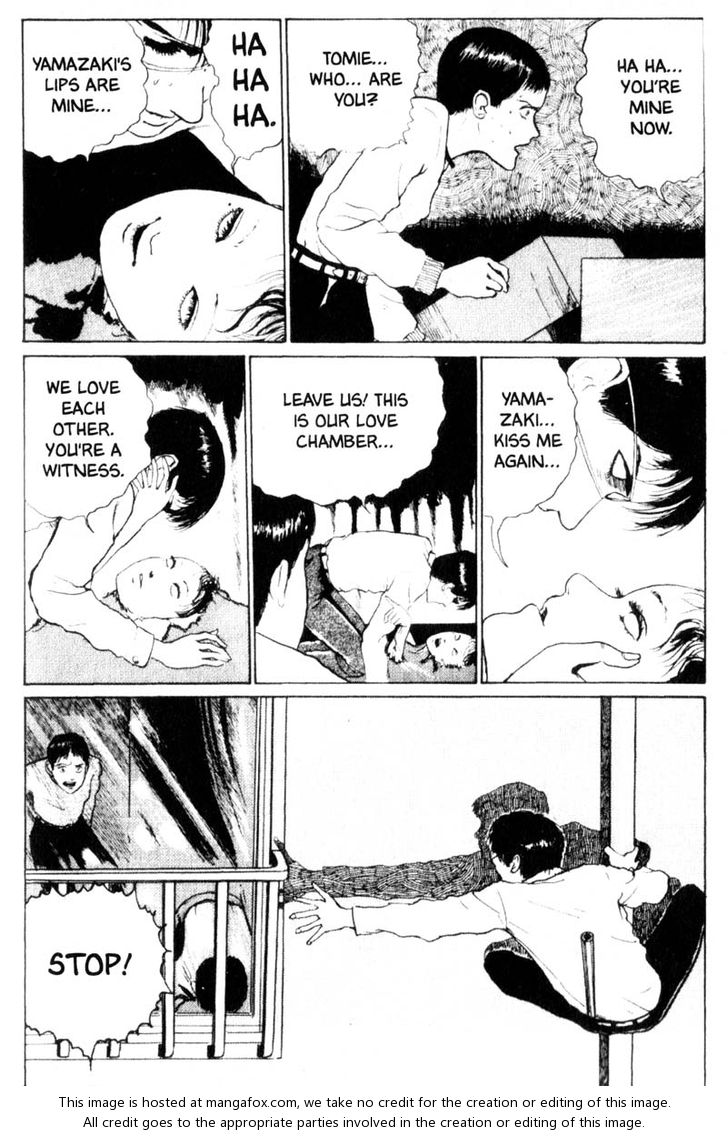 YAMAZAKI'S
LIPS ARE
MINE...
HA
HA
HA.
TOMIE...
WHO... ARE
YOU?
HA HA...
YOU'RE
MINE
NOW.
WE LOVE
EACH
OTHER.
YOU'RE A
WITNESS.
LEAVE US! THIS
IS OUR LOVE
CHAMBER...
YAMA-
ZAKI...
KISS ME
AGAIN...
STOP!
This image is hosted at mangafox.com, we take no credit for the creation or editing of this image.
All credit goes to the appropriate parties involved in the creation or editing of this image.